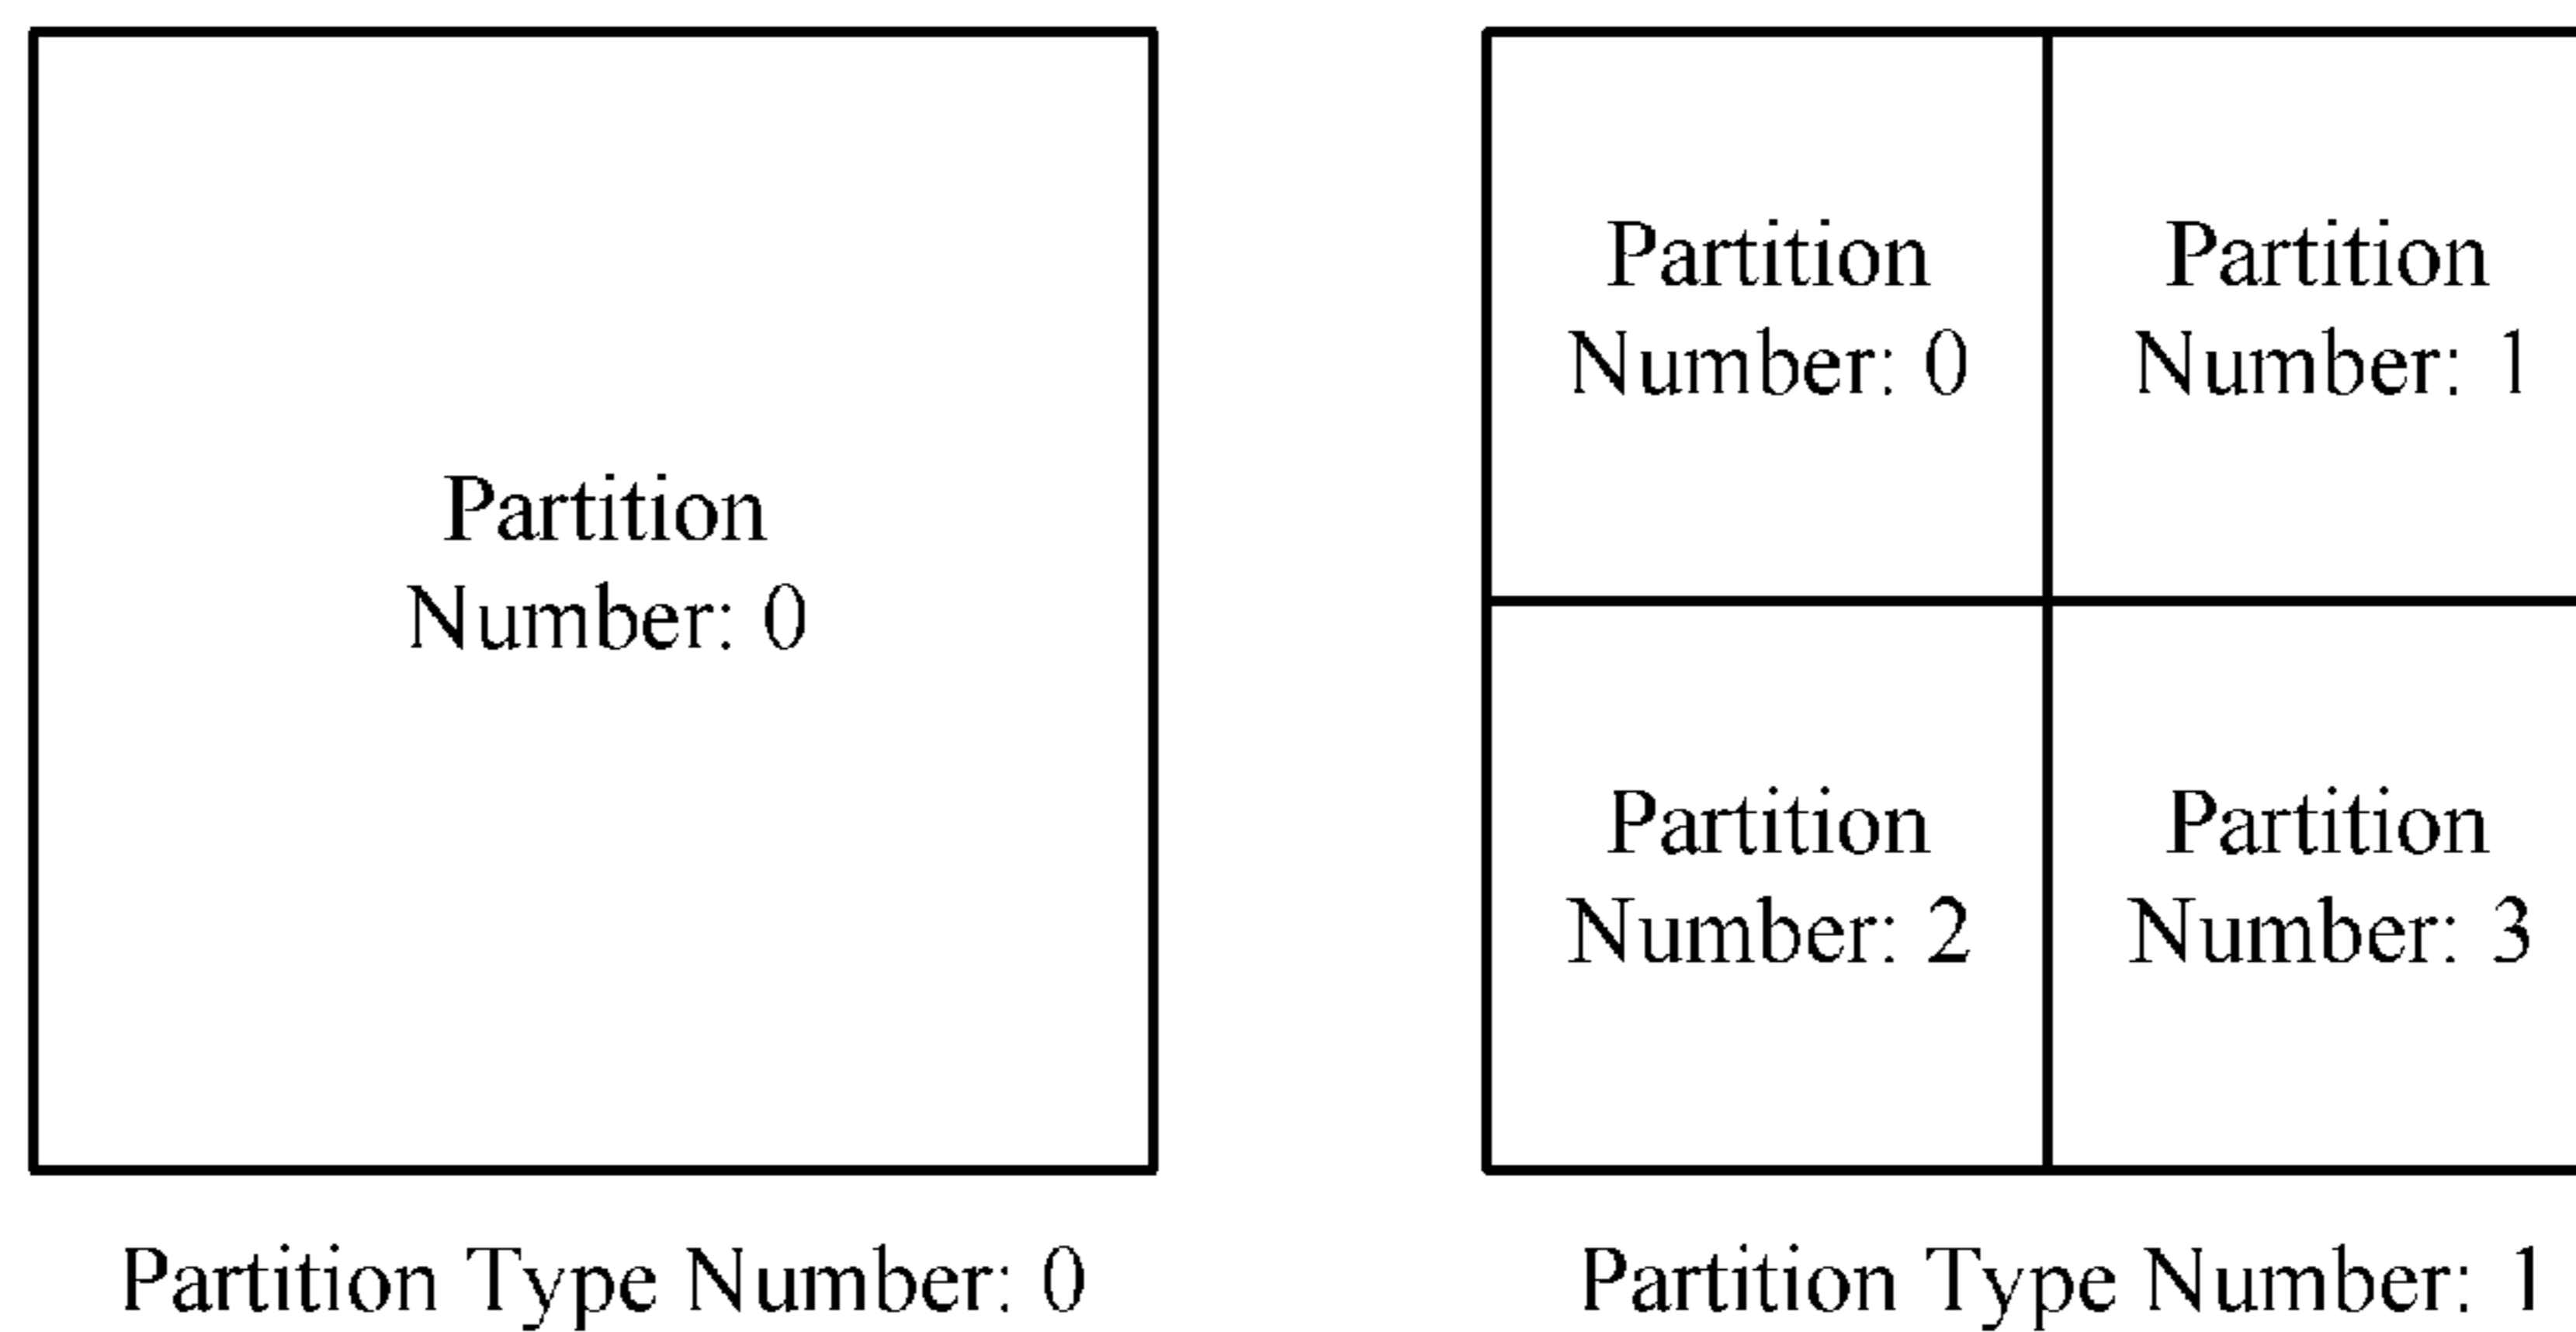 Partition
Number: 0
Partition Type Number: 0
Partition
Number: 0
Partition
Number: 1
Partition
Number: 2
Partition
Number: 3
Partition Type Number: 1